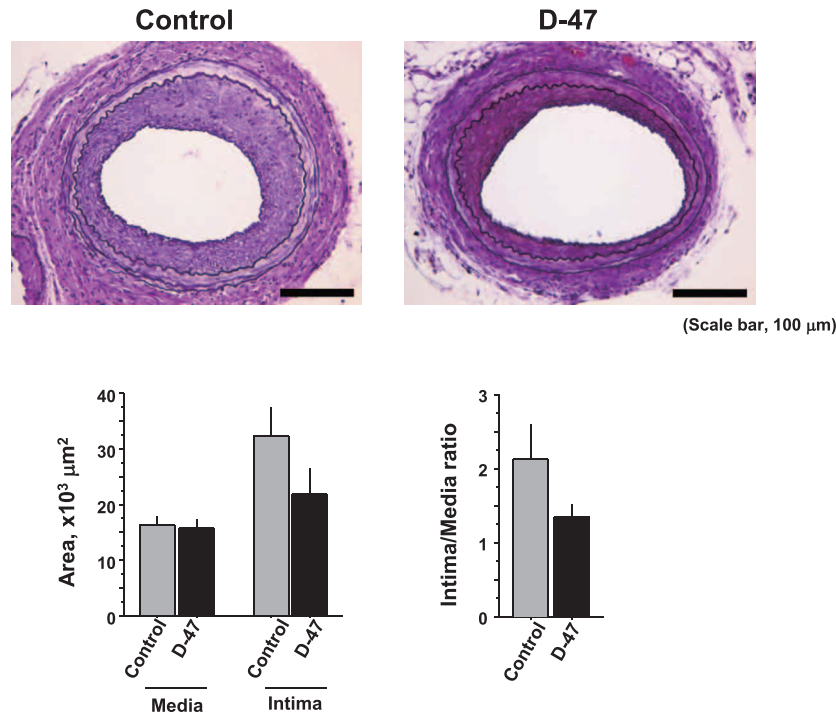 Control
D-47
(Scale bar, 100 μm)
Area, x10³ μm²
40
30
20
10
0
Control
D-47
Control
D-47
Media
Intima
Intima/Media ratio
3
2
1
0
Control
D-47